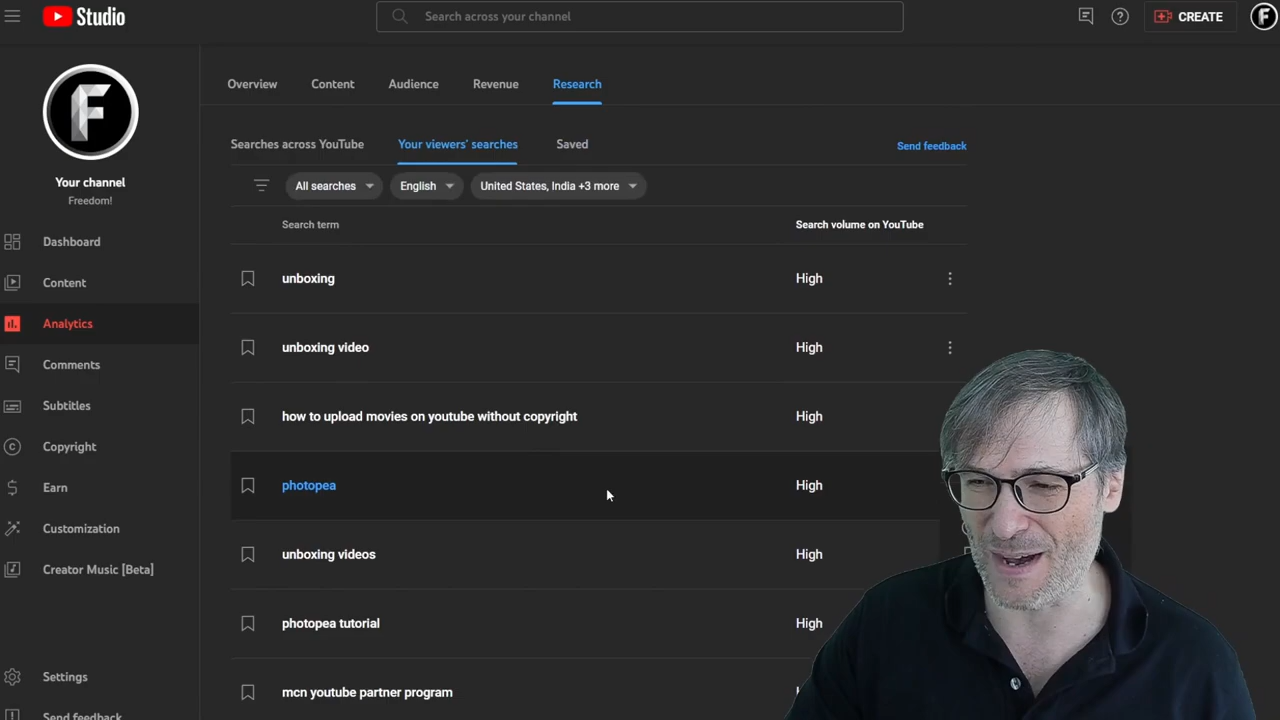 Studio
Search across your channel
CREATE
F
F
Your channel
Freedom!
Dashboard
Content
Analytics
Comments
Subtitles
Copyright
Earn
Customization
Creator Music [Beta]
Settings
Send feedback
Overview Content Audience Revenue Research
Searches across YouTube Your viewers' searches Saved
Send feedback
All searches English United States, India +3 more
Search term Search volume on YouTube
unboxing High
unboxing video High
how to upload movies on youtube without copyright High
photopea High
unboxing videos High
photopea tutorial High
mcn youtube partner program